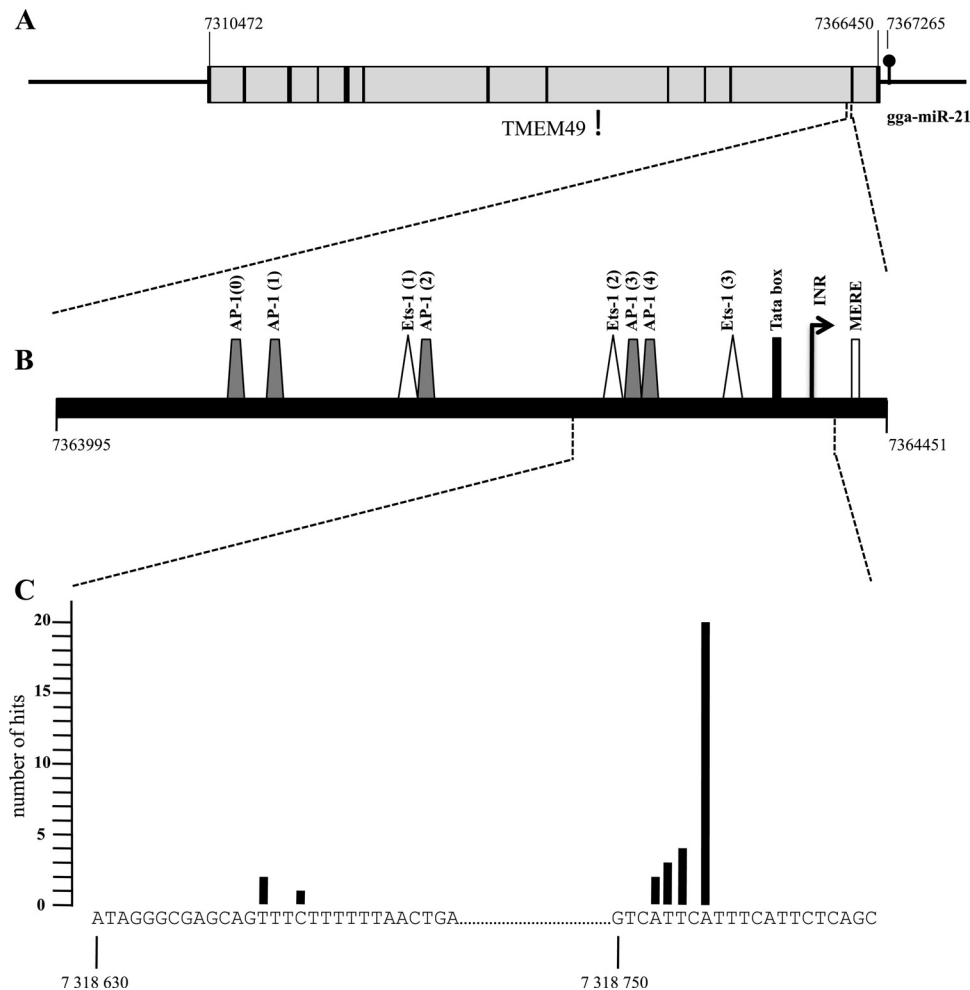 A
7310472
7366450
7367265
TMEM49 !
gga-miR-21
B
AP-1(0)
AP-1 (1)
Ets-1 (1)
AP-1 (2)
Ets-1 (2)
AP-1 (3)
AP-1 (4)
Ets-1 (3)
Tata box
INR
MERE
7363995
7364451
C
number of hits
20
15
10
5
0
ATAGGGCGAGCAGTTTCTTTTTTAACTGA..............................GTCATTCATTTCATTCTCAGC
7 318 630
7 318 750